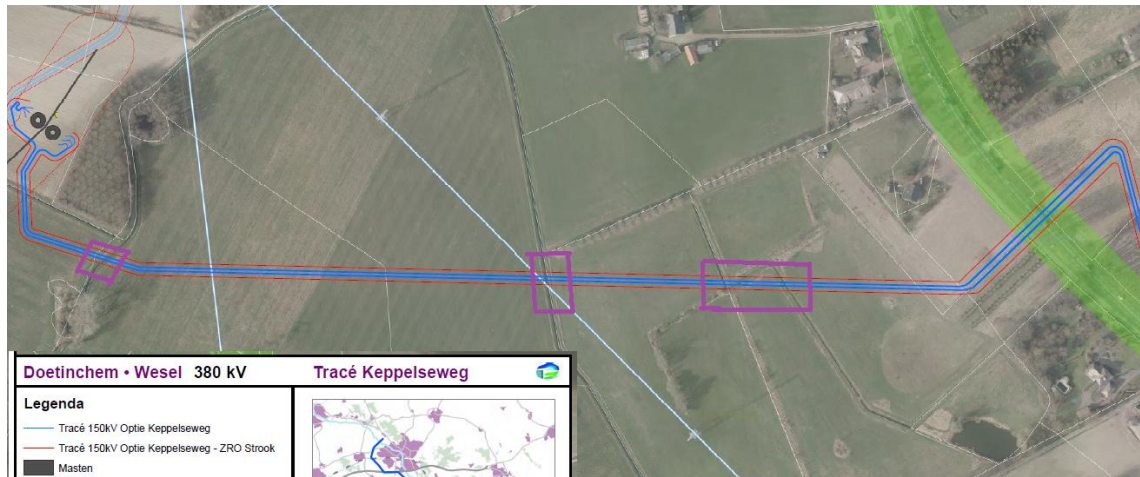 Doetinchem • Wesel 380 kV Tracé Keppelseweg
Legenda
Tracé 150kV Optie Keppelseweg
Tracé 150kV Optie Keppelseweg - ZRO Strook
Masten